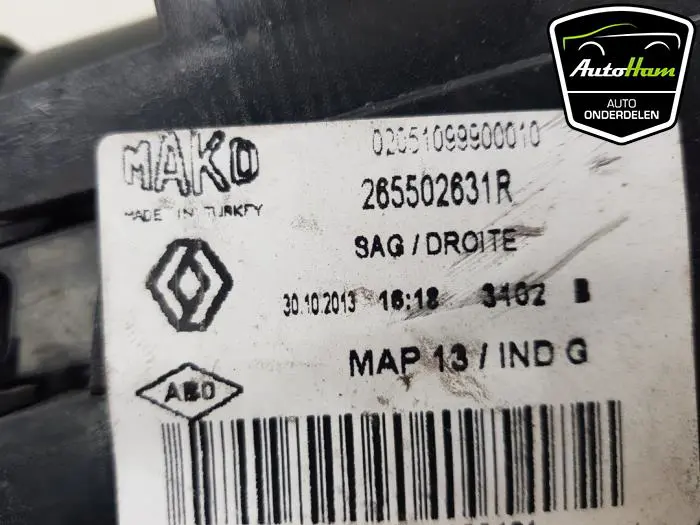 AutoHam
AUTO
ONDERDELEN
MAKO
02051099900010
MADE IN TURKEY
265502631R
SAG / DROITE
30.10.2013 16:18 3102 B
MAP 13 / IND G